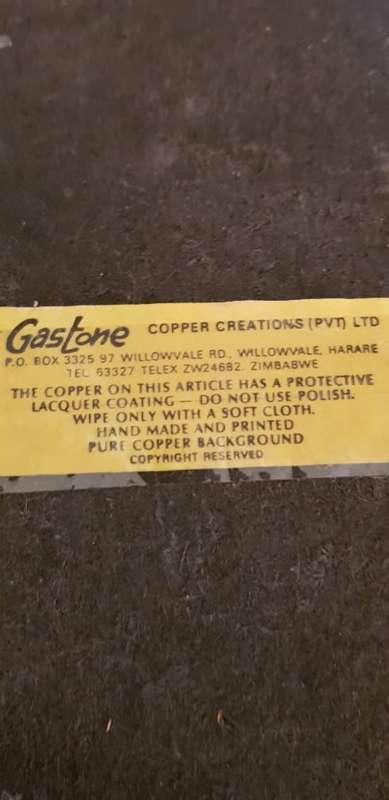 Gastone COPPER CREATIONS (PVT) LTD
P.O. BOX 3325 97 WILLOWVALE RD., WILLOWVALE, HARARE
TEL 63327 TELEX ZW24682. ZIMBABWE
THE COPPER ON THIS ARTICLE HAS A PROTECTIVE
LACQUER COATING — DO NOT USE POLISH.
WIPE ONLY WITH A SOFT CLOTH.
HAND MADE AND PRINTED
PURE COPPER BACKGROUND
COPYRIGHT RESERVED